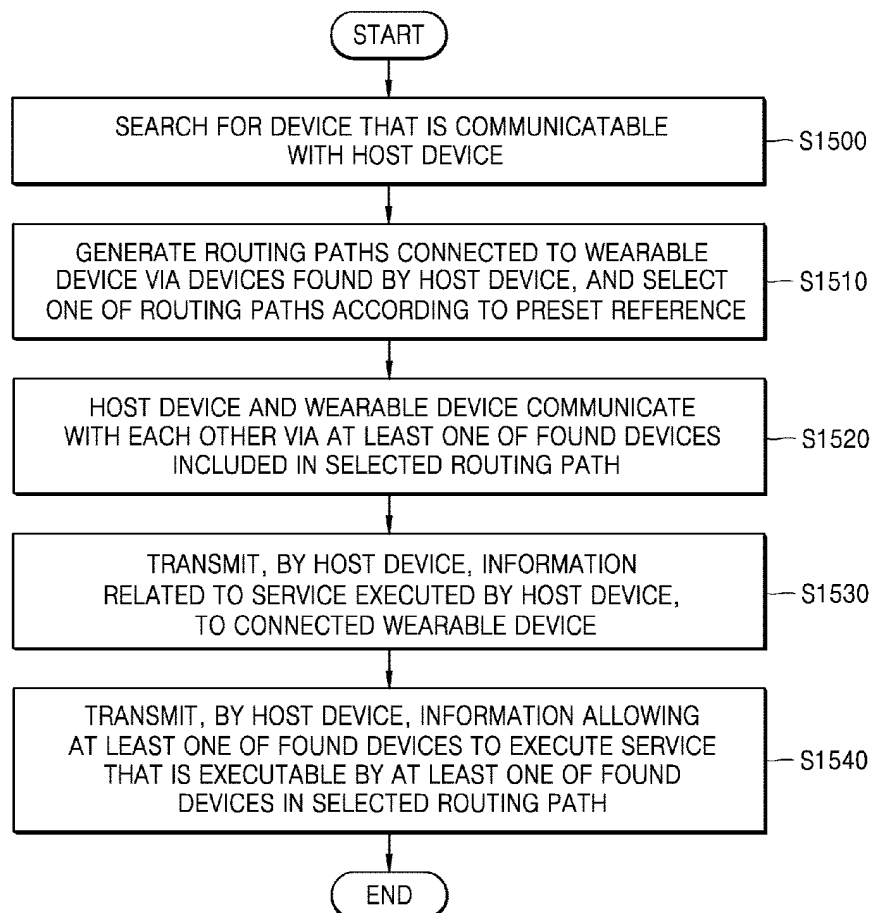 START
SEARCH FOR DEVICE THAT IS COMMUNICATABLE
WITH HOST DEVICE
S1500
GENERATE ROUTING PATHS CONNECTED TO WEARABLE
DEVICE VIA DEVICES FOUND BY HOST DEVICE, AND SELECT
ONE OF ROUTING PATHS ACCORDING TO PRESET REFERENCE
S1510
HOST DEVICE AND WEARABLE DEVICE COMMUNICATE
WITH EACH OTHER VIA AT LEAST ONE OF FOUND DEVICES
INCLUDED IN SELECTED ROUTING PATH
S1520
TRANSMIT, BY HOST DEVICE, INFORMATION
RELATED TO SERVICE EXECUTED BY HOST DEVICE,
TO CONNECTED WEARABLE DEVICE
S1530
TRANSMIT, BY HOST DEVICE, INFORMATION ALLOWING
AT LEAST ONE OF FOUND DEVICES TO EXECUTE SERVICE
THAT IS EXECUTABLE BY AT LEAST ONE OF FOUND
DEVICES IN SELECTED ROUTING PATH
S1540
END